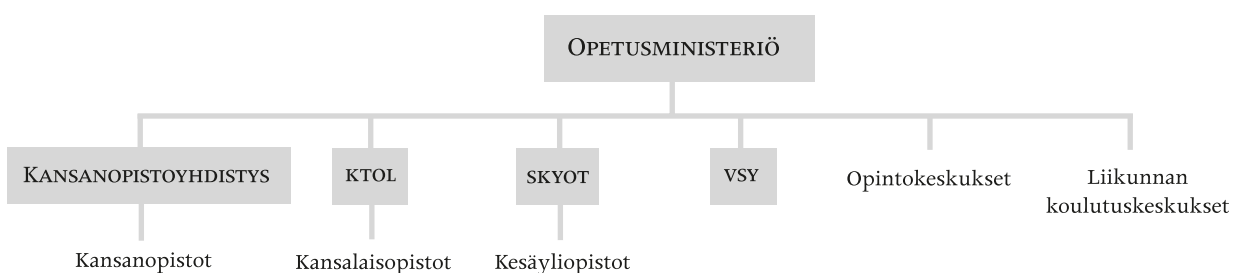 OPETUSMINISTERIÖ
KANSANOPISTOYHDISTYS
KTOL
SKYOT
VSY
Opintokeskukset
Liikunnan
koulutuskeskukset
Kansanopistot
Kansalaisopistot
Kesäyliopistot